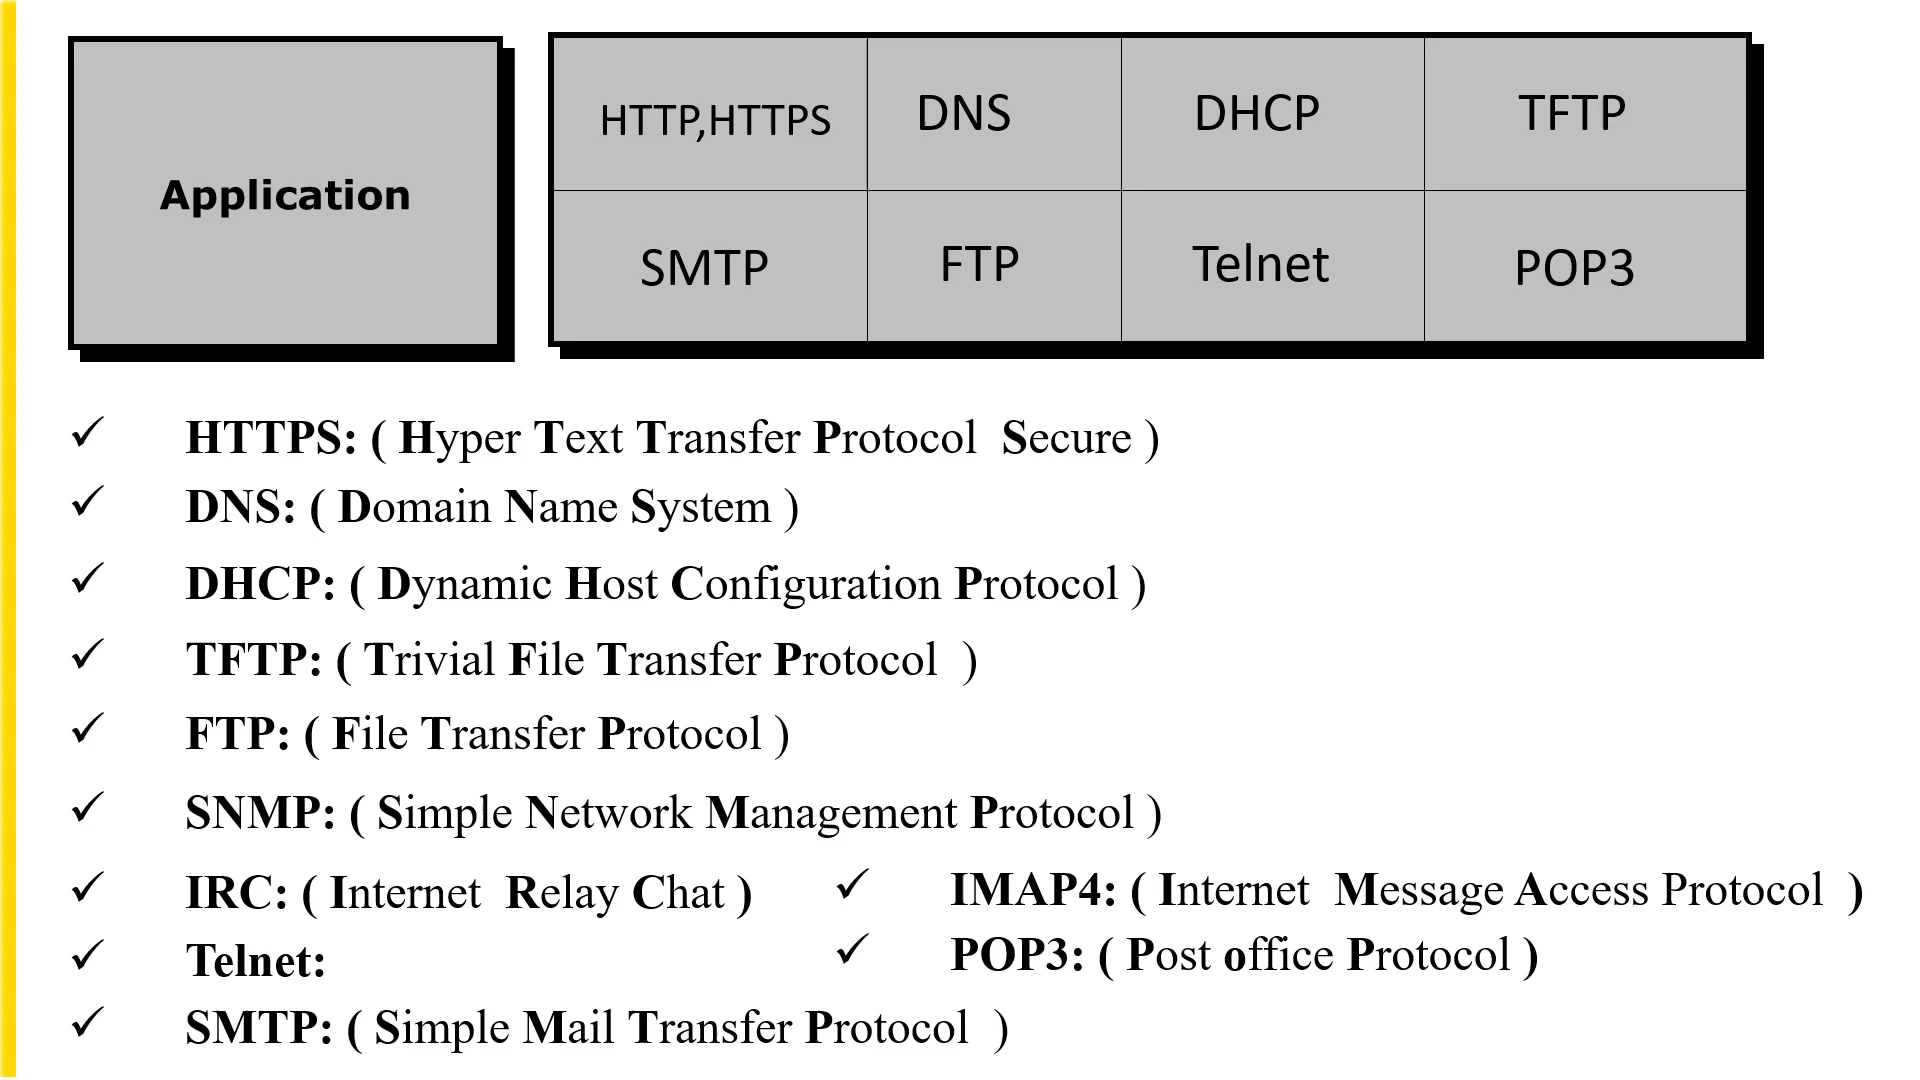 Application
HTTP,HTTPS DNS DHCP TFTP
SMTP FTP Telnet POP3
✓ HTTPS: ( Hyper Text Transfer Protocol Secure )
✓ DNS: ( Domain Name System )
✓ DHCP: ( Dynamic Host Configuration Protocol )
✓ TFTP: ( Trivial File Transfer Protocol )
✓ FTP: ( File Transfer Protocol )
✓ SNMP: ( Simple Network Management Protocol )
✓ IRC: ( Internet Relay Chat )
✓ Telnet:
✓ SMTP: ( Simple Mail Transfer Protocol )
✓ IMAP4: ( Internet Message Access Protocol )
✓ POP3: ( Post office Protocol )